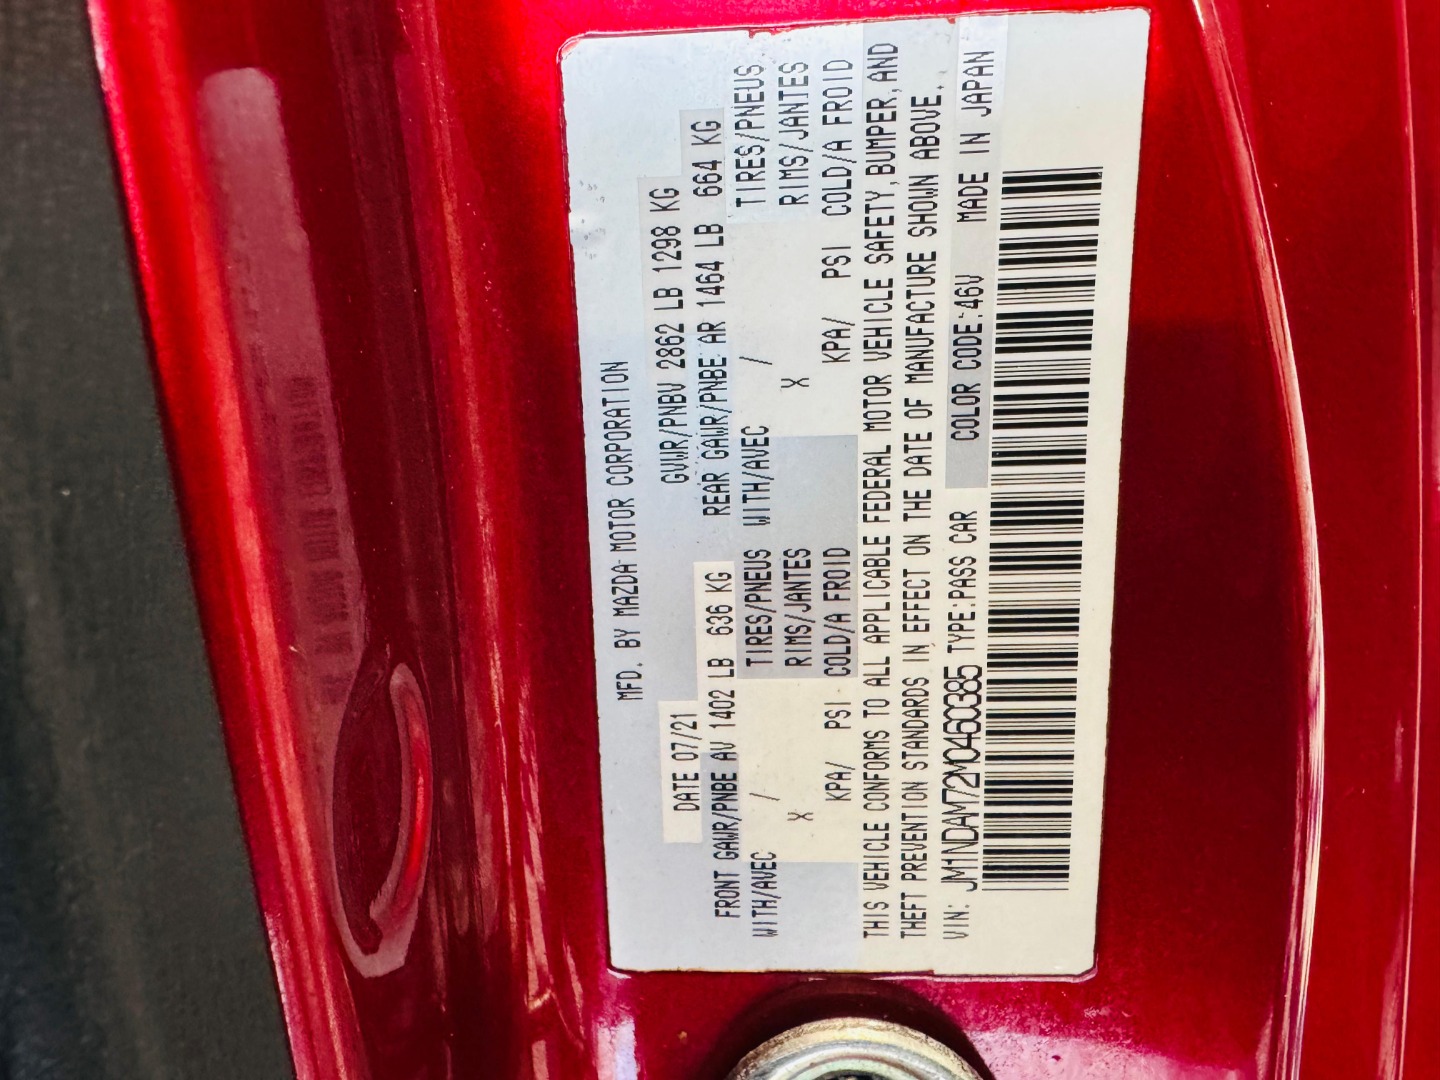 MFD. BY MAZDA MOTOR CORPORATION
DATE 07/21 GVWR/PNBV 2862 LB 1298 KG
FRONT GAWR/PNBE AV 1402 LB 636 KG REAR GAWR/PNBE AR 1464 LB 664 KG
WITH/AVEC / TIRES/PNEUS WITH/AVEC / TIRES/PNEUS
X RIMS/JANTES X RIMS/JANTES
KPA/ PSI COLD/A FROID KPA/ PSI COLD/A FROID
THIS VEHICLE CONFORMS TO ALL APPLICABLE FEDERAL MOTOR VEHICLE SAFETY,BUMPER,AND
THEFT PREVENTION STANDARDS IN EFFECT ON THE DATE OF MANUFACTURE SHOWN ABOVE.
VIN: JM1NDAM72M0460385 TYPE:PASS CAR COLOR CODE:46V MADE IN JAPAN